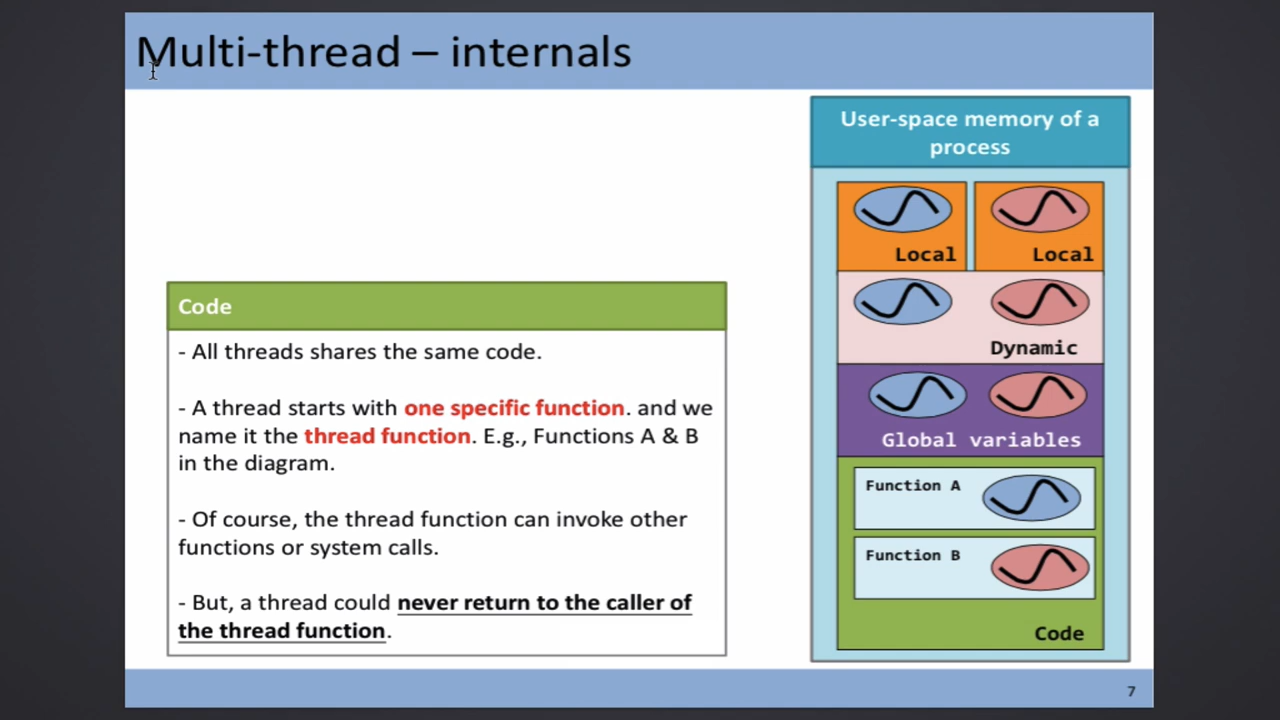 Multi-thread – internals
Code
- All threads shares the same code.
- A thread starts with one specific function. and we
name it the thread function. E.g., Functions A & B
in the diagram.
- Of course, the thread function can invoke other
functions or system calls.
- But, a thread could never return to the caller of
the thread function.
User-space memory of a
process
Local
Local
Dynamic
Global variables
Function A
Function B
Code
7